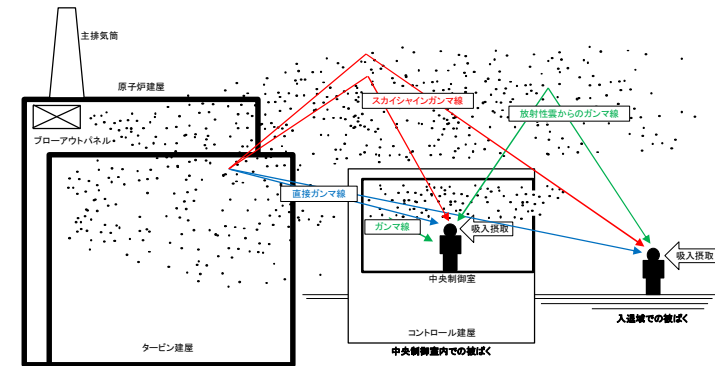 主排気筒
原子炉建屋
ブローアウトパネル
スカイシャインガンマ線
放射性雲からのガンマ線
直接ガンマ線
ガンマ線
吸入摂取
吸入摂取
中央制御室
入退域での被ばく
タービン建屋
コントロール建屋
中央制御室内での被ばく